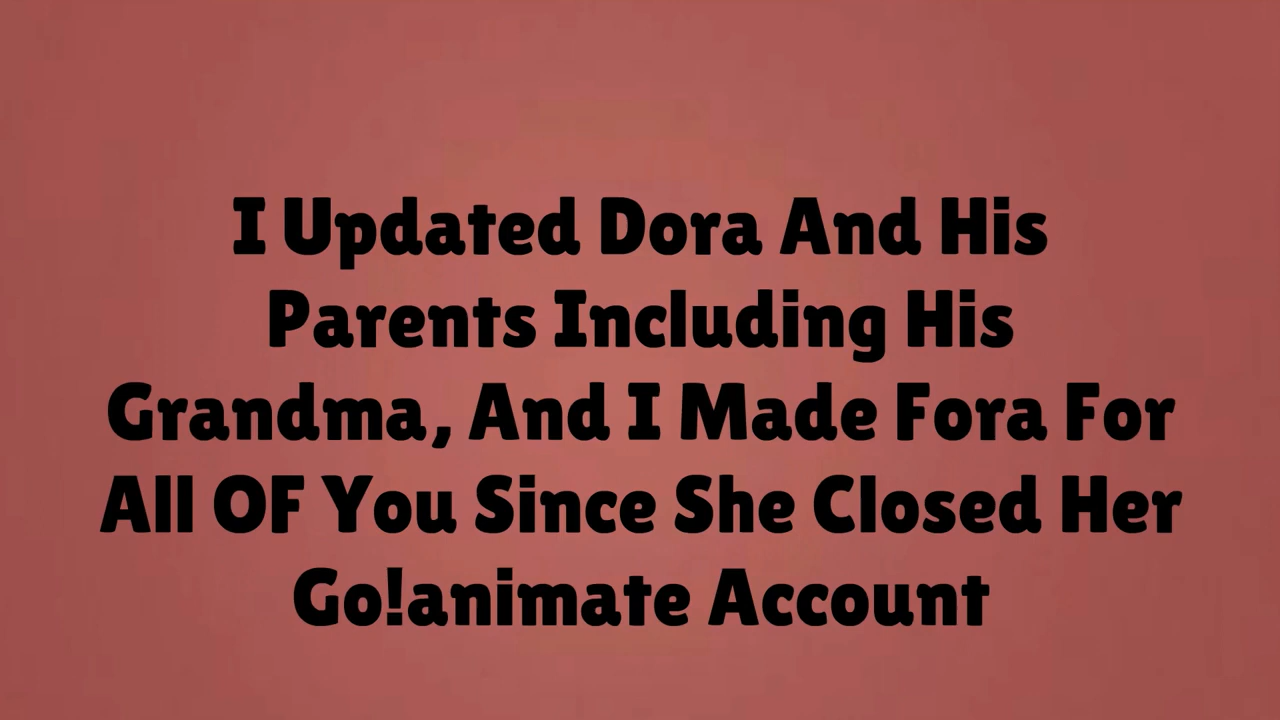 I Updated Dora And His
Parents Including His
Grandma, And I Made Fora For
All OF You Since She Closed Her
Go!animate Account